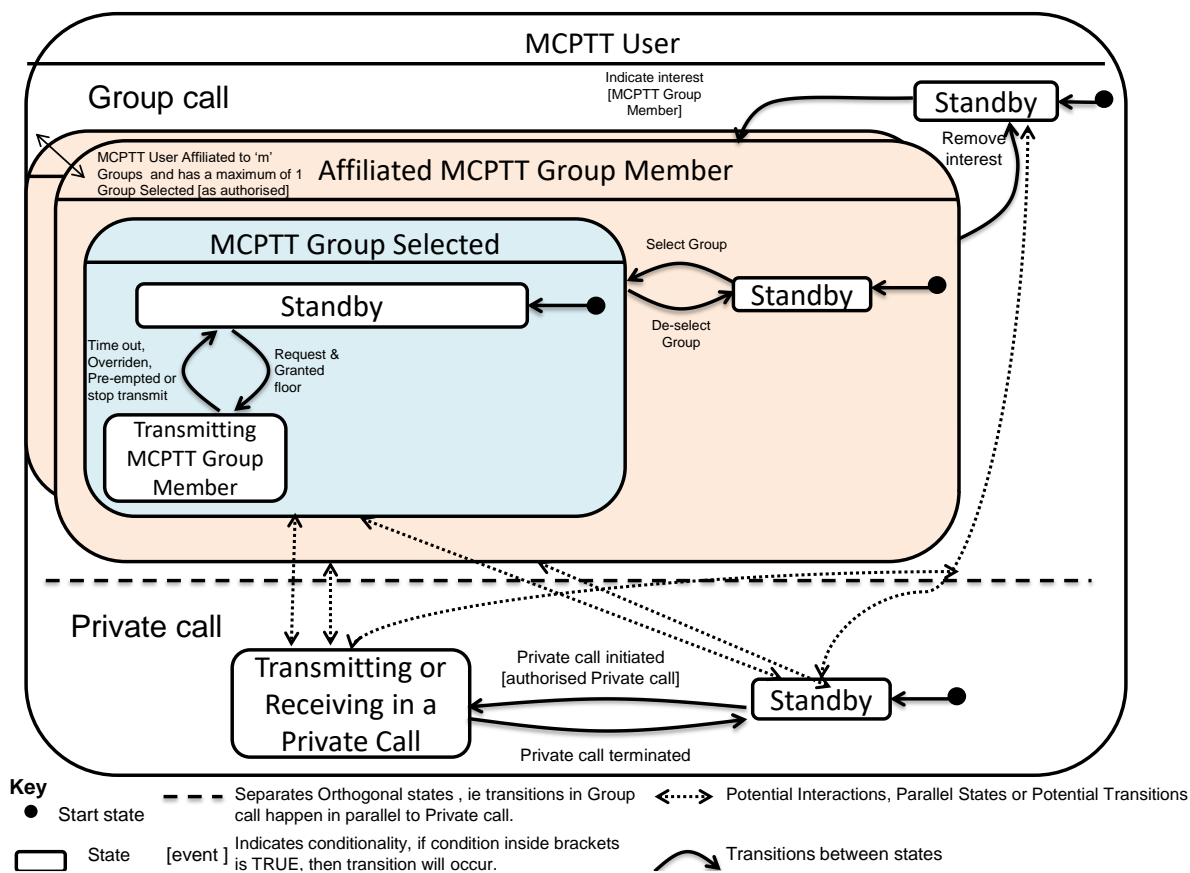 MCPTT User
Group call
Indicate interest
[MCPTT Group
Member]
Standby
Remove
interest
MCPTT User Affiliated to ‘m’
Groups and has a maximum of 1
Group Selected [as authorised]
Affiliated MCPTT Group Member
MCPTT Group Selected
Select Group
Standby
De-select
Group
Standby
Time out,
Overriden,
Pre-empted or
stop transmit
Request &
Granted
floor
Transmitting
MCPTT Group
Member
Private call
Transmitting or
Receiving in a
Private Call
Private call initiated
[authorised Private call]
Standby
Private call terminated
Key
Start state
Separates Orthogonal states , ie transitions in Group
call happen in parallel to Private call.
Potential Interactions, Parallel States or Potential Transitions
State
[event ]
Indicates conditionality, if condition inside brackets
is TRUE, then transition will occur.
Transitions between states